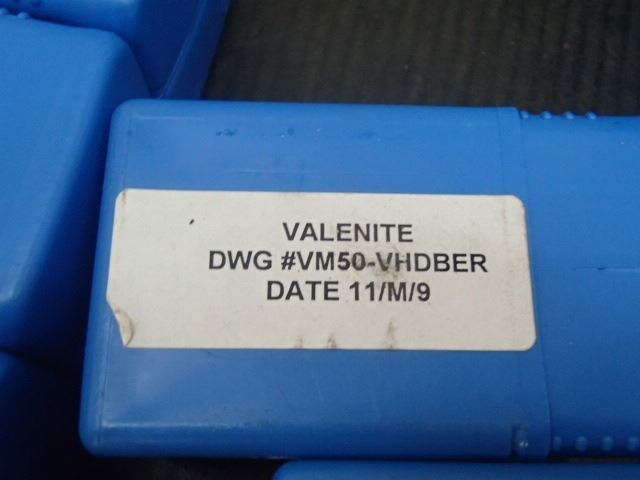 VALENITE
DWG #VM50-VHDBER
DATE 11/M/9